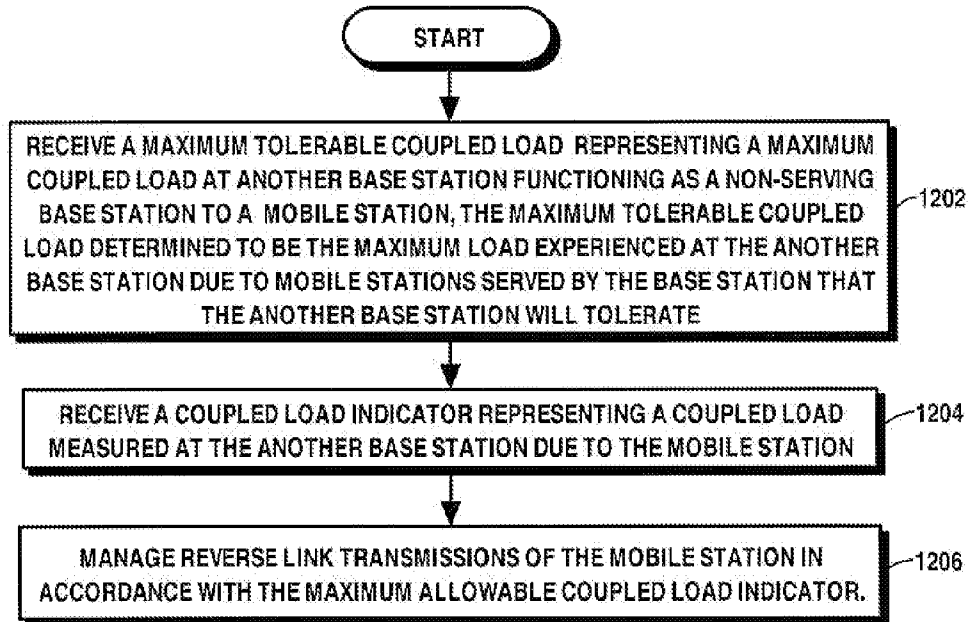 START
RECEIVE A MAXIMUM TOLERABLE COUPLED LOAD REPRESENTING A MAXIMUM
COUPLED LOAD AT ANOTHER BASE STATION FUNCTIONING AS A NON-SERVING
BASE STATION TO A MOBILE STATION, THE MAXIMUM TOLERABLE COUPLED
LOAD DETERMINED TO BE THE MAXIMUM LOAD EXPERIENCED AT THE ANOTHER
BASE STATION DUE TO MOBILE STATIONS SERVED BY THE BASE STATION THAT
THE ANOTHER BASE STATION WILL TOLERATE
1202
RECEIVE A COUPLED LOAD INDICATOR REPRESENTING A COUPLED LOAD
MEASURED AT THE ANOTHER BASE STATION DUE TO THE MOBILE STATION
1204
MANAGE REVERSE LINK TRANSMISSIONS OF THE MOBILE STATION IN
ACCORDANCE WITH THE MAXIMUM ALLOWABLE COUPLED LOAD INDICATOR.
1206